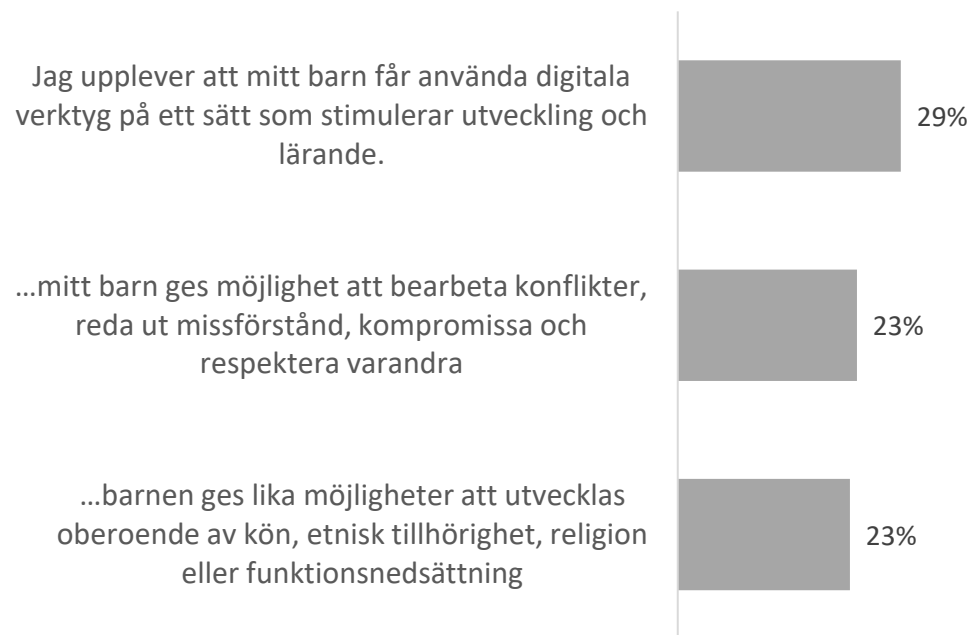 Jag upplever att mitt barn får använda digitala
verktyg på ett sätt som stimulerar utveckling och
lärande.
29%
…mitt barn ges möjlighet att bearbeta konflikter,
reda ut missförstånd, kompromissa och
respektera varandra
23%
…barnen ges lika möjligheter att utvecklas
oberoende av kön, etnisk tillhörighet, religion
eller funktionsnedsättning
23%